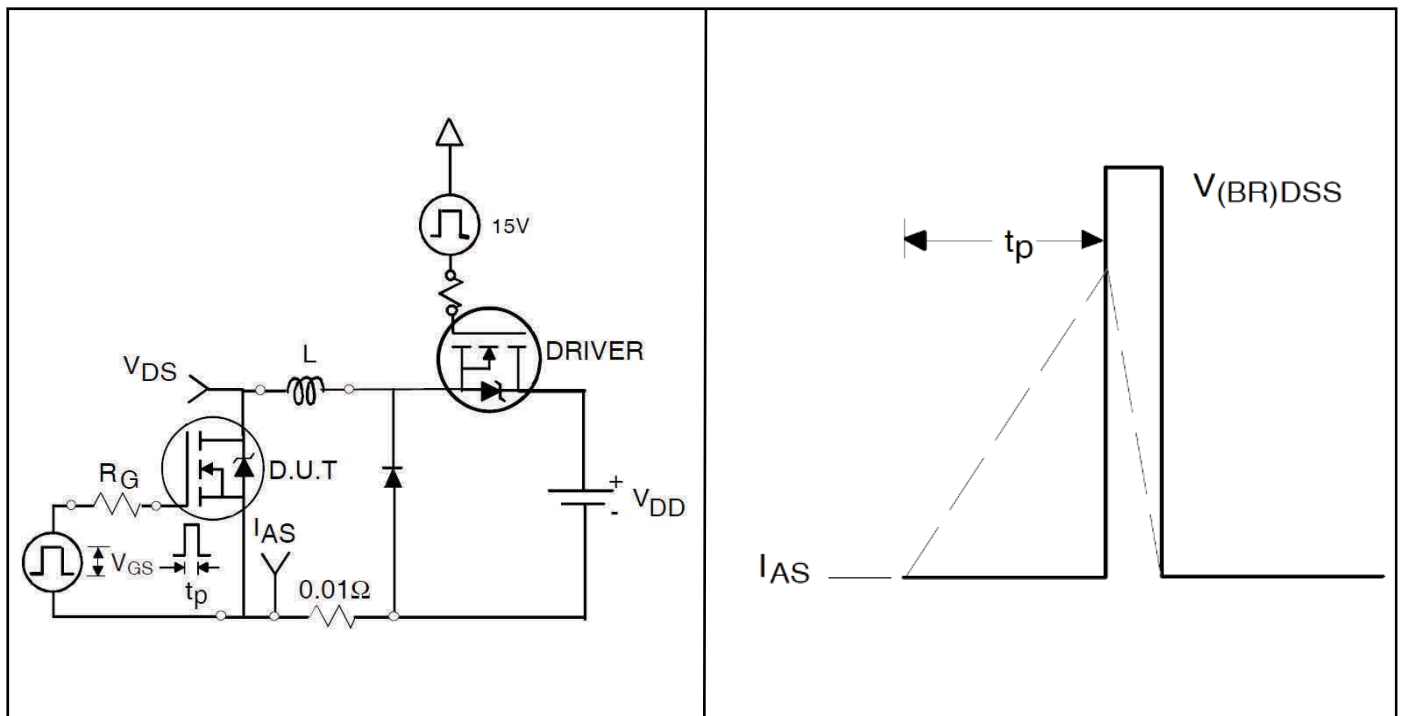 15V
DRIVER
L
VDS
D.U.T
RG
+
VDD
-
IAS
VGS
tp
0.01Ω
V(BR)DSS
tp
IAS